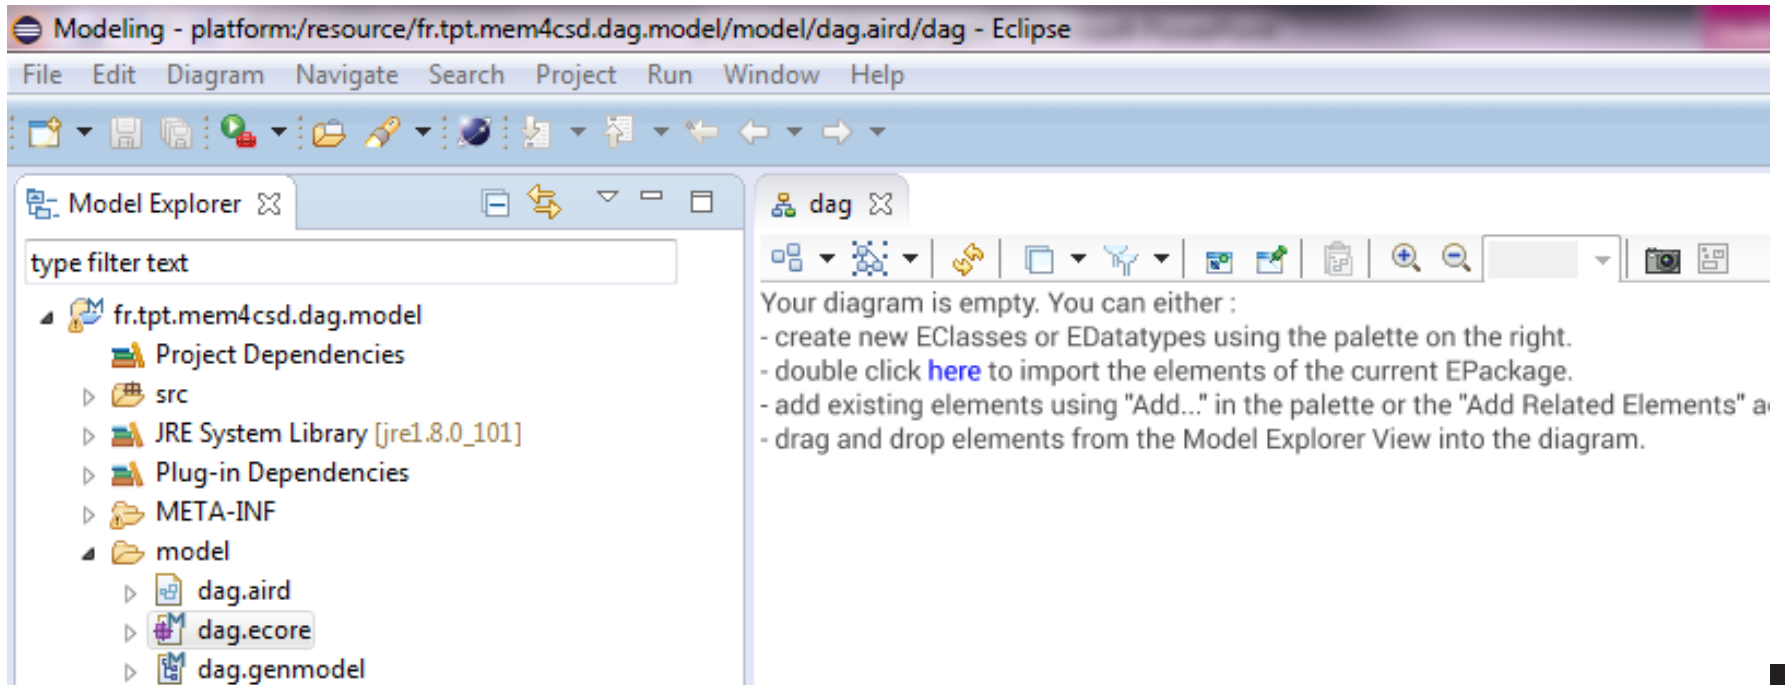 Modeling - platform:/resource/fr.tpt.mem4csd.dag.model/model/dag.aird/dag - Eclipse
File Edit Diagram Navigate Search Project Run Window Help
Model Explorer
type filter text
fr.tpt.mem4csd.dag.model
Project Dependencies
src
JRE System Library [jre1.8.0_101]
Plug-in Dependencies
META-INF
model
dag.aird
dag.ecore
dag.genmodel
dag
Your diagram is empty. You can either :
- create new EClasses or EDatatypes using the palette on the right.
- double click here to import the elements of the current EPackage.
- add existing elements using "Add..." in the palette or the "Add Related Elements"
- drag and drop elements from the Model Explorer View into the diagram.